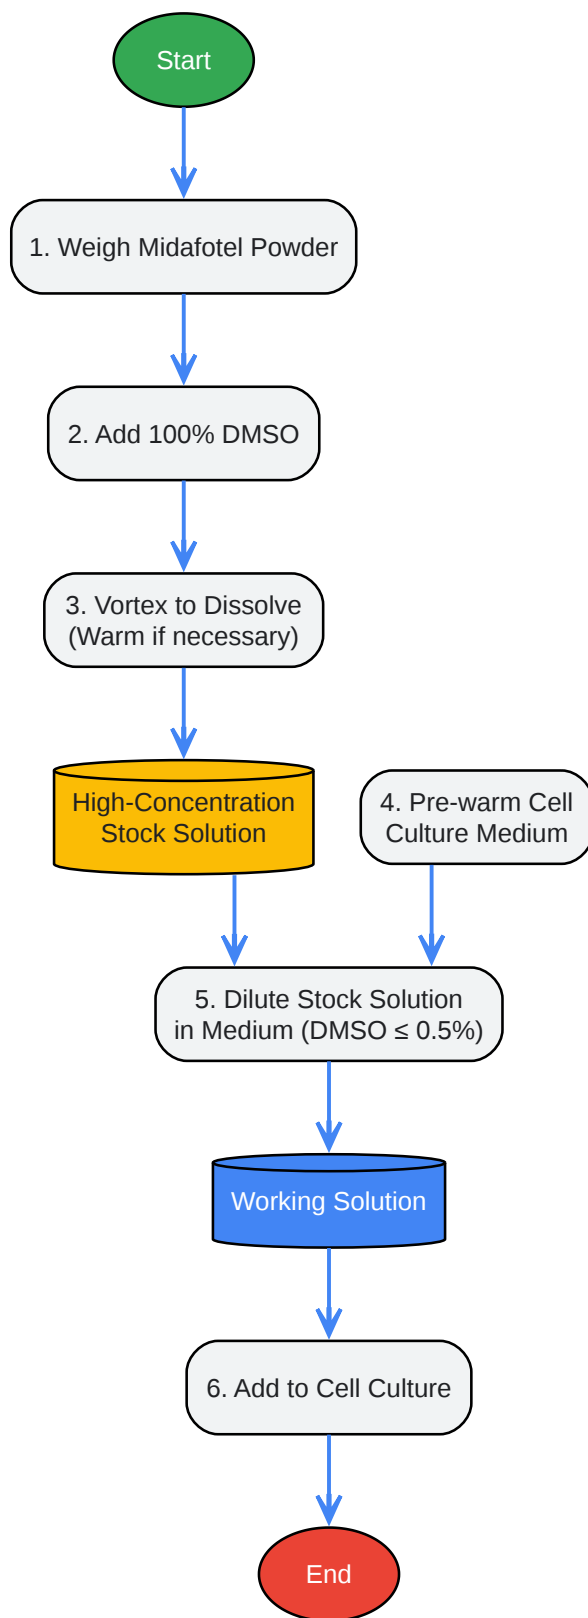 Start
1. Weigh Midafotel Powder
2. Add 100% DMSO
3. Vortex to Dissolve
(Warm if necessary)
High-Concentration
Stock Solution
4. Pre-warm Cell
Culture Medium
5. Dilute Stock Solution
in Medium (DMSO ≤ 0.5%)
Working Solution
6. Add to Cell Culture
End